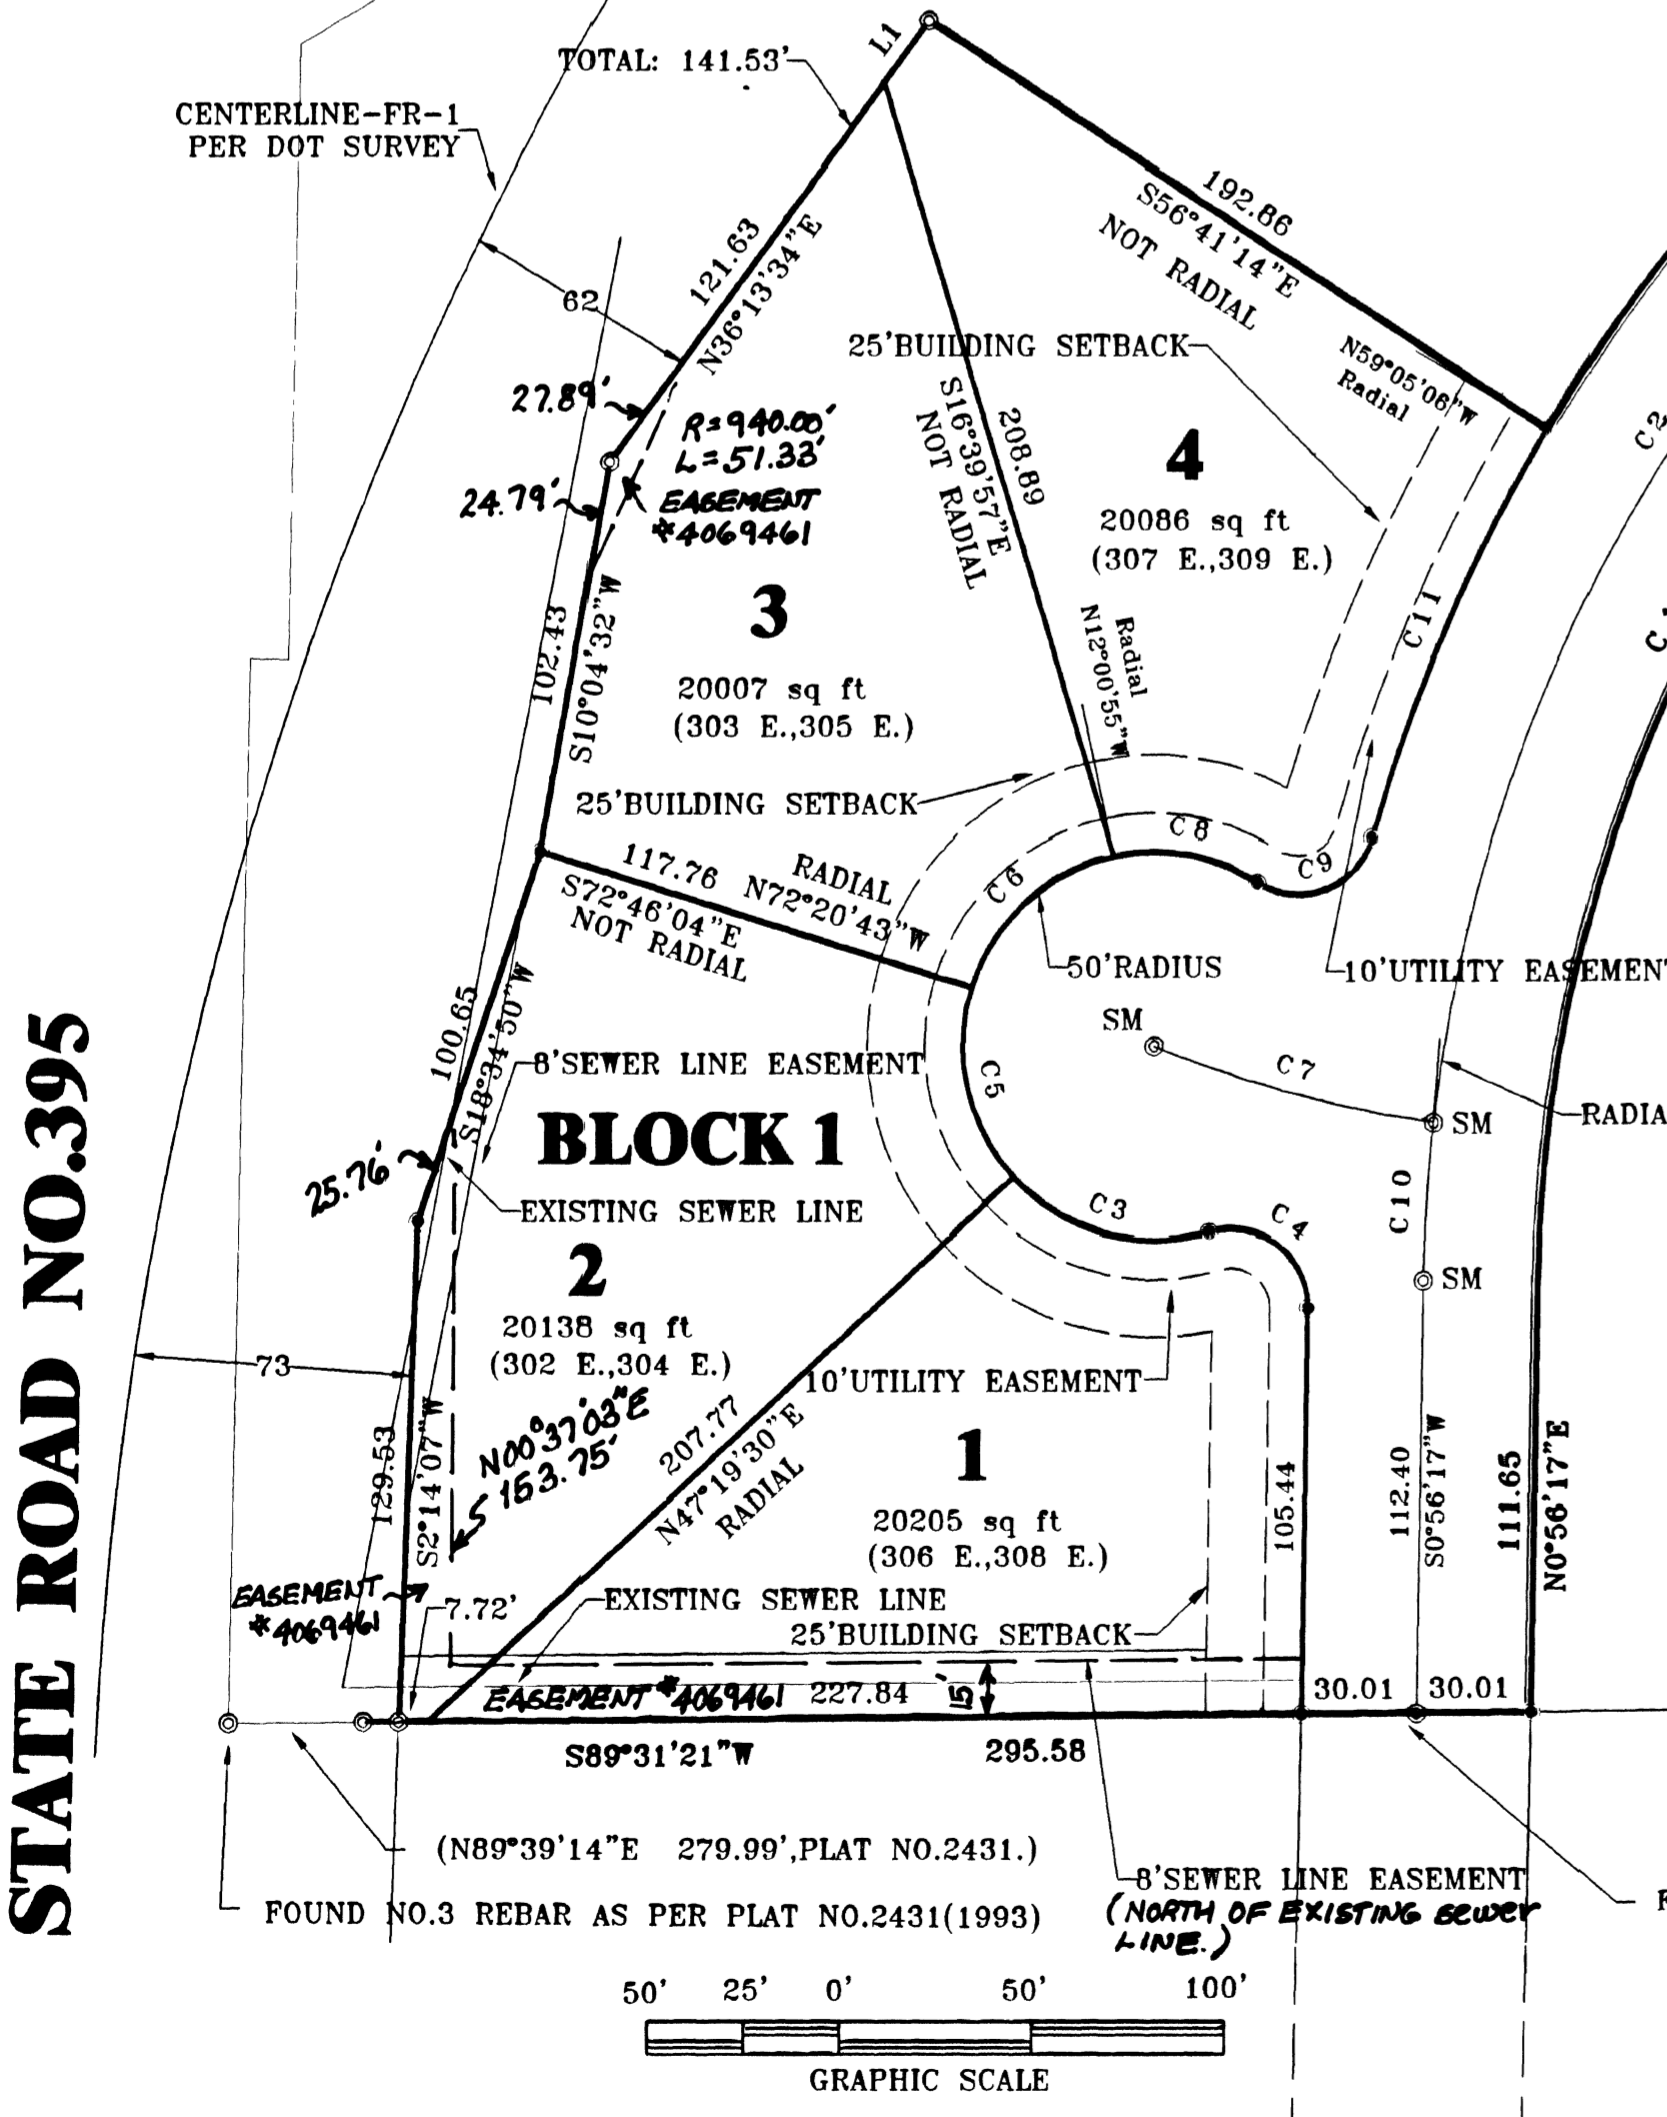 L1
TOTAL: 141.53'
CENTERLINE-FR-1
PER DOT SURVEY
192.86
S56°41'14"E
NOT RADIAL
121.63
N36°13'34"E
62
25'BUILDING SETBACK
N59°05'06"W
Radial
27.89'
R=940.00'
L=51.33'
EASEMENT
#4069461
24.79'
S16°39'57"E
NOT RADIAL
208.89
4
20086 sq ft
(307 E.,309 E.)
C2
C11
3
20007 sq ft
(303 E.,305 E.)
102.43
S10°04'32"W
Radial
N12°00'55"W
25'BUILDING SETBACK
C8
C9
C6
117.76
S72°46'04"E
NOT RADIAL
RADIAL
N72°20'43"W
50'RADIUS
10'UTILITY EASEMENT
SM
C7
SM
RADIA
C5
100.65
S18°34'50"W
8'SEWER LINE EASEMENT
BLOCK 1
25.76'
EXISTING SEWER LINE
2
20138 sq ft
(302 E.,304 E.)
C3
C4
C10
SM
STATE ROAD NO.395
73
10'UTILITY EASEMENT
N00°37'03"E
153.75'
207.77
N47°19'30"E
RADIAL
129.53
S2°14'07"W
1
20205 sq ft
(306 E.,308 E.)
105.44
112.40
S0°56'17"W
111.65
N0°56'17"E
EASEMENT
#4069461
7.72'
EXISTING SEWER LINE
25'BUILDING SETBACK
EASEMENT #4069461
227.84
15'
30.01
30.01
S89°31'21"W
295.58
(N89°39'14"E 279.99',PLAT NO.2431.)
8'SEWER LINE EASEMENT
(NORTH OF EXISTING SEWER
LINE.)
FOUND NO.3 REBAR AS PER PLAT NO.2431(1993)
50' 25' 0' 50' 100'
GRAPHIC SCALE